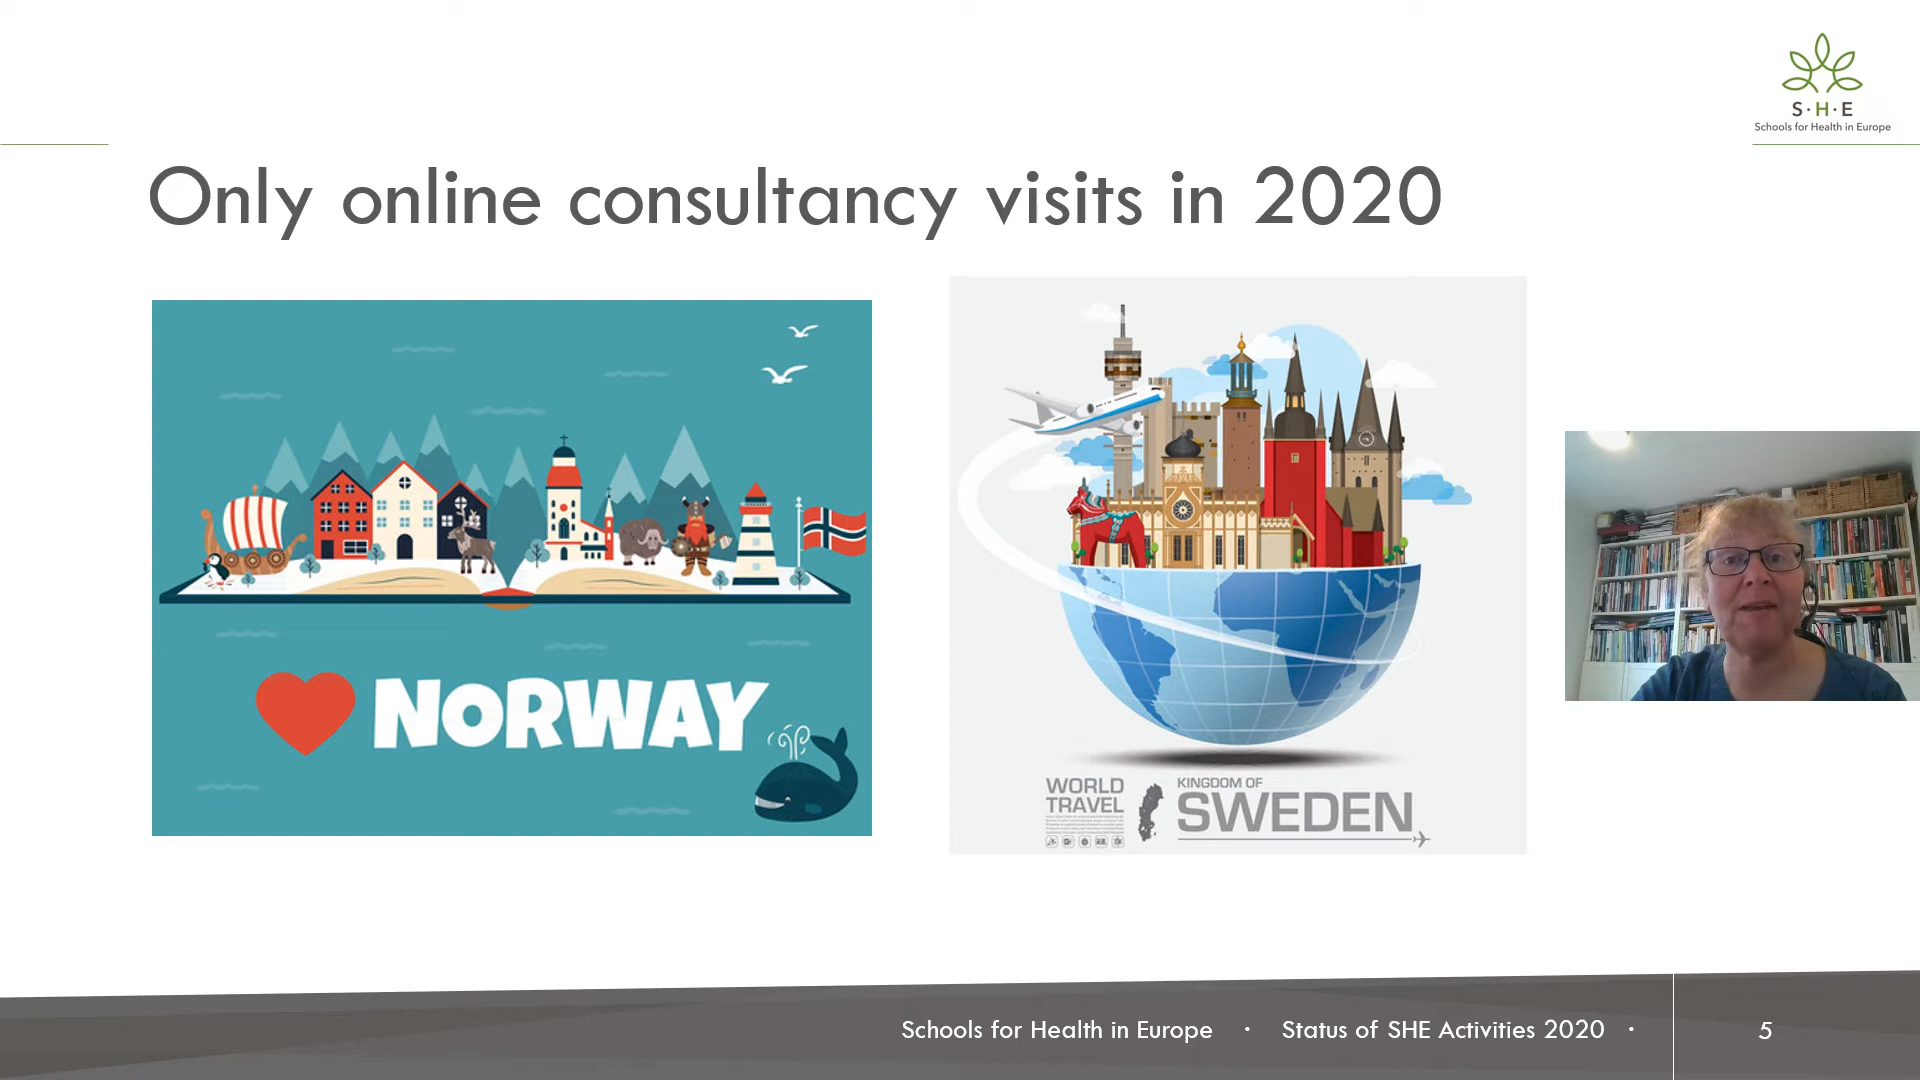 S·H·E
Schools for Health in Europe
Only online consultancy visits in 2020
NORWAY
WORLD
TRAVEL
KINGDOM OF
SWEDEN
Schools for Health in Europe · Status of SHE Activities 2020 · 5